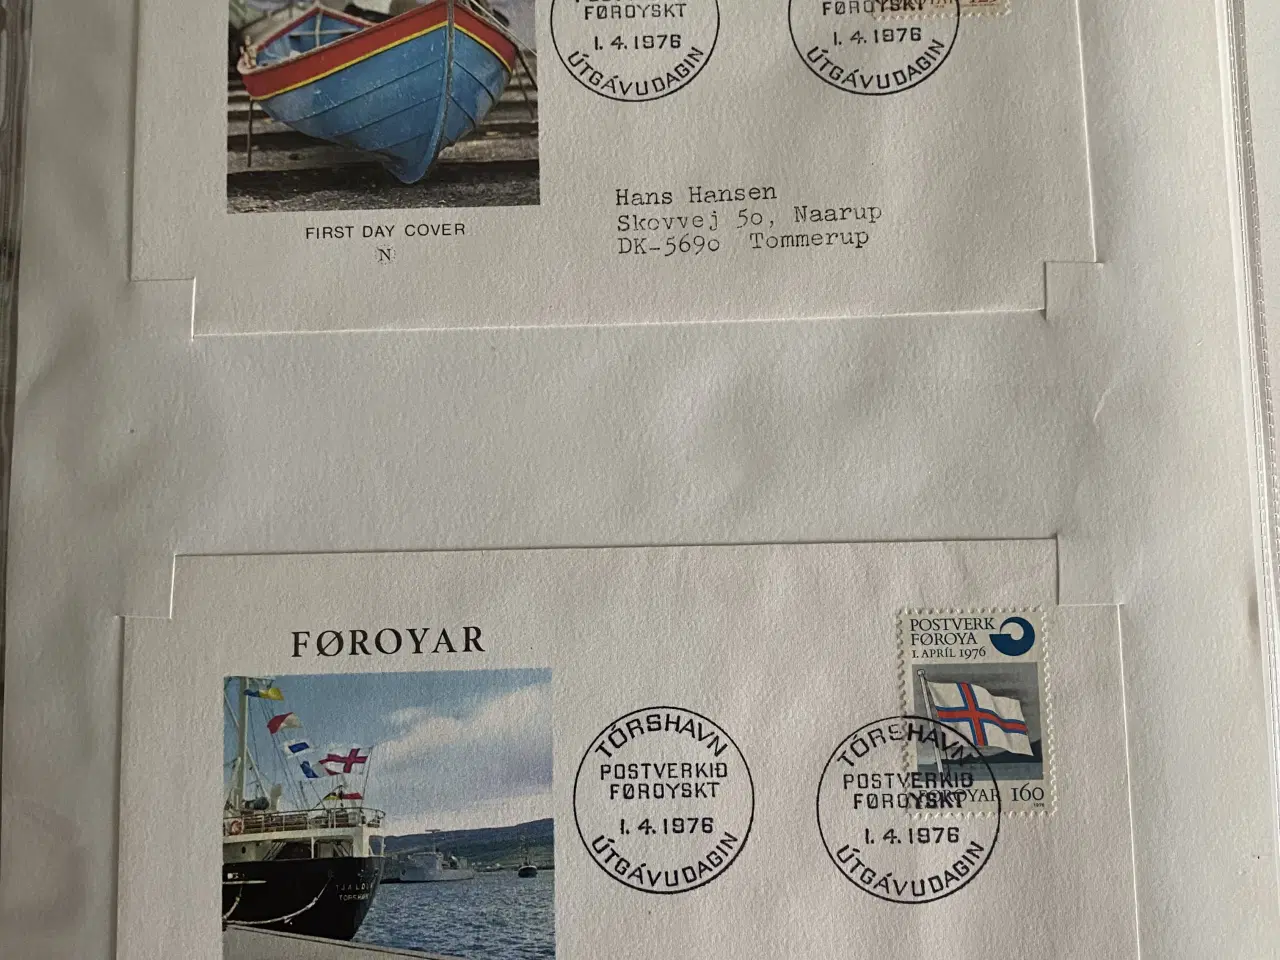 FØROYSKT
1.4.1976
ÚTGÁVUDAGIN
FØROYSKT
1.4.1976
ÚTGÁVUDAGIN
FIRST DAY COVER
N
Hans Hansen
Skovvej 5o, Naarup
DK-569o Tommerup
FØROYAR
TÓRSHAVN
POSTVERKIÐ
FØROYSKT
1.4.1976
ÚTGÁVUDAGIN
POSTVERK
FØROYA
1. APRÍL 1976
FØROYAR 160
TÓRSHAVN
POSTVERKIÐ
FØROYSKT
1.4.1976
ÚTGÁVUDAGIN